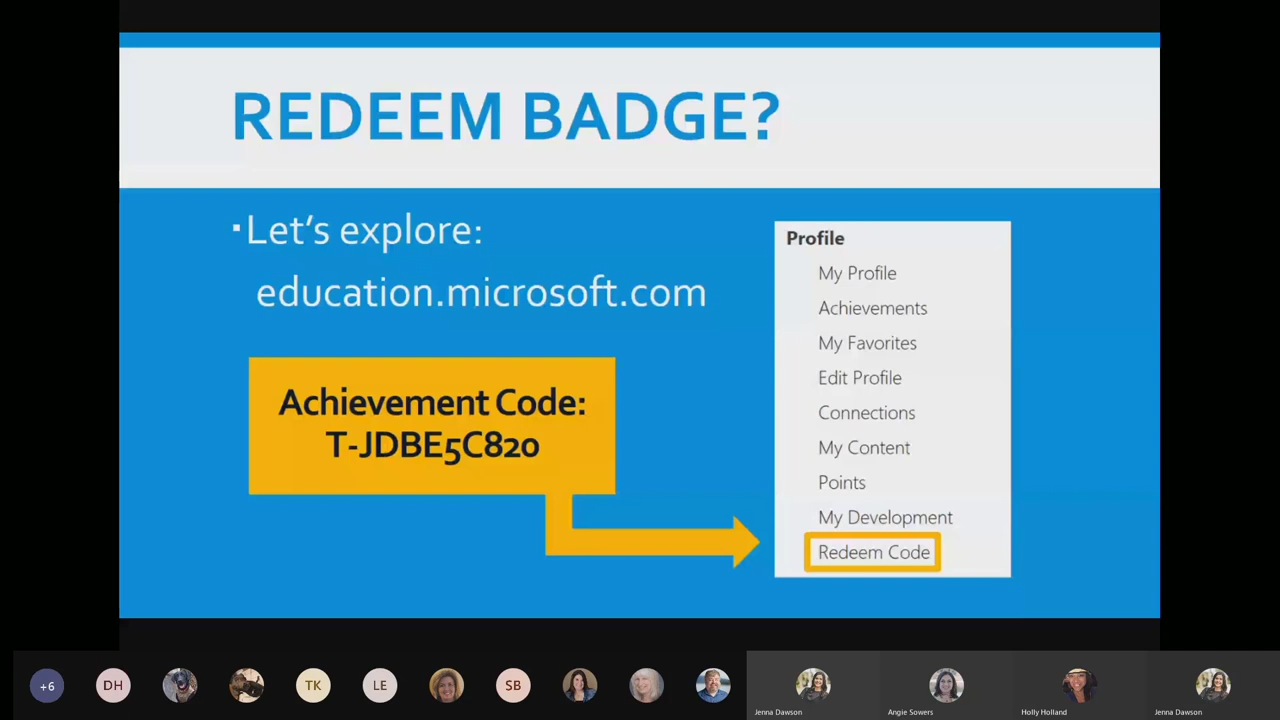 REDEEM BADGE?
Let's explore:
education.microsoft.com
Achievement Code:
T-JDBE5C820
Profile
My Profile
Achievements
My Favorites
Edit Profile
Connections
My Content
Points
My Development
Redeem Code
+6
DH
TK
LE
SB
Jenna Dawson
Angie Sowers
Holly Holland
Jenna Dawson